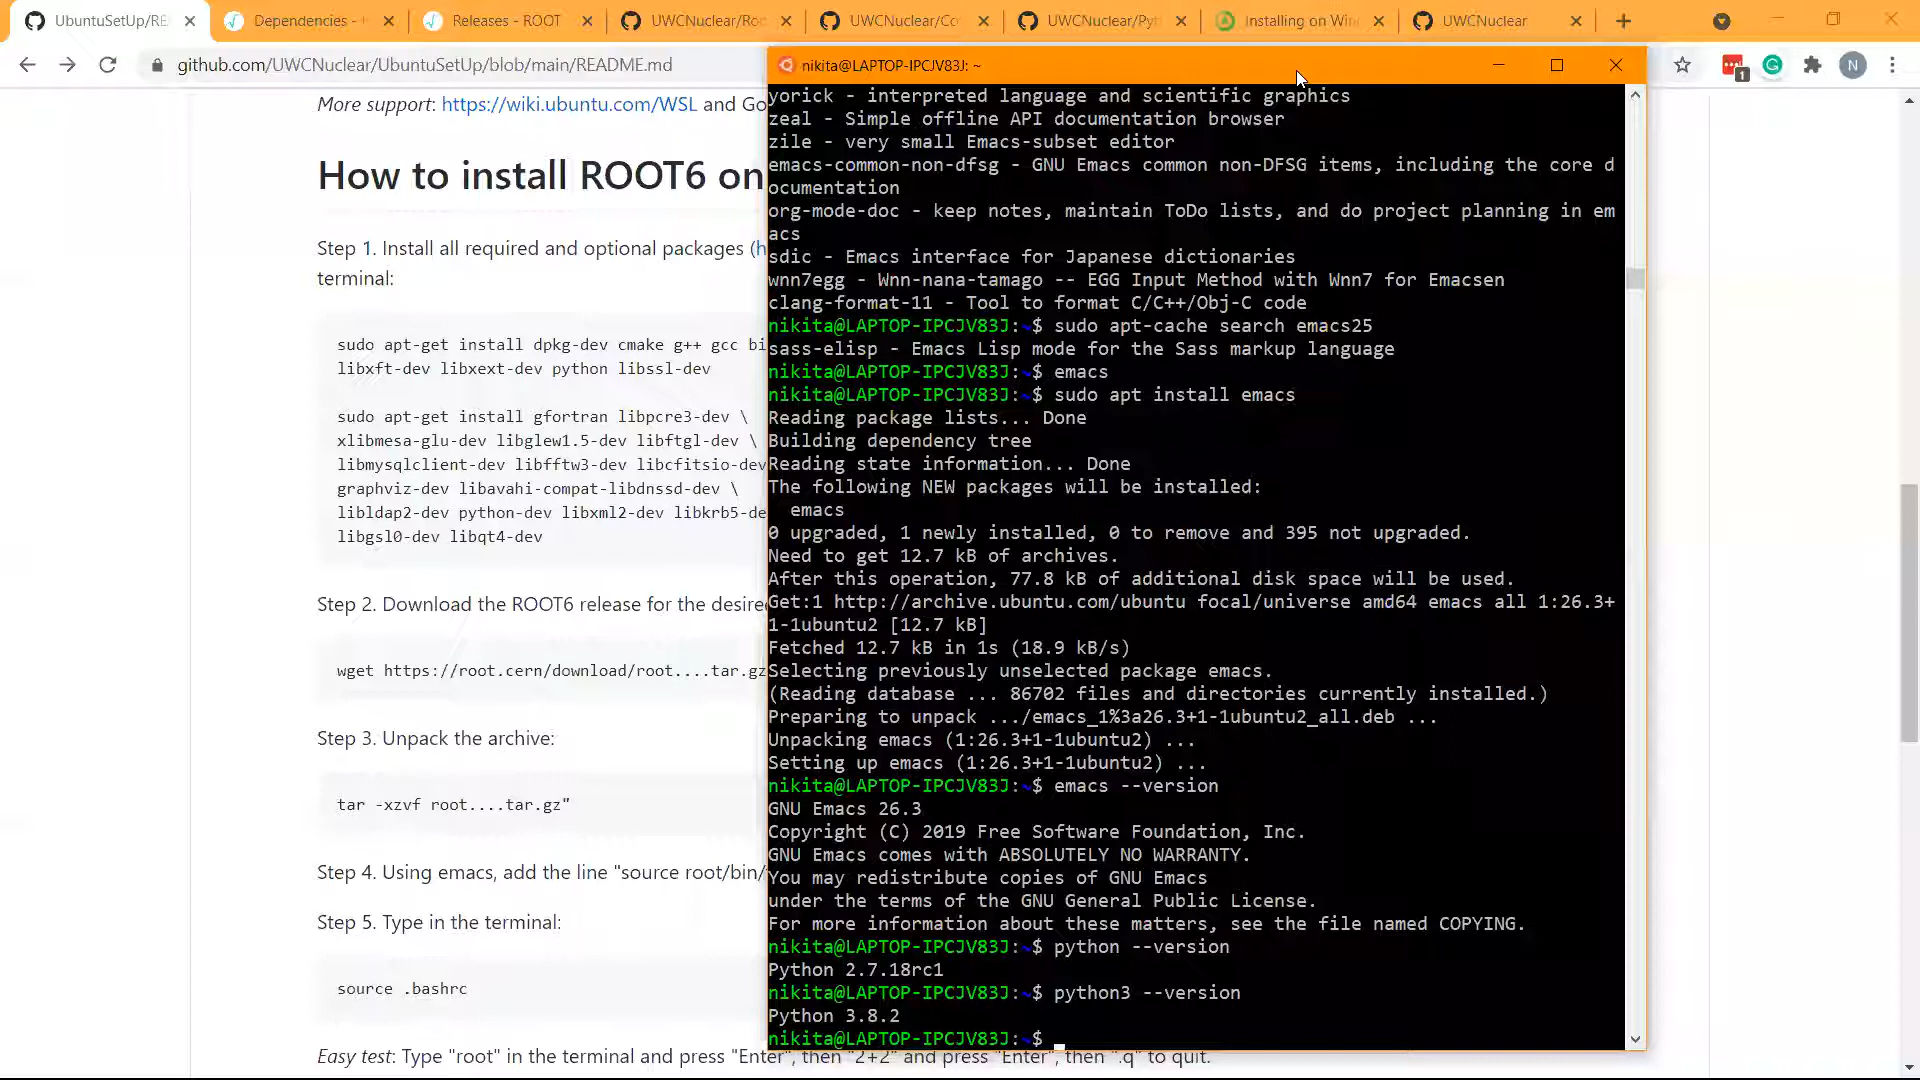 UbuntuSetUp/RE
Dependencies -
Releases - ROOT
UWCNuclear/Roo
UWCNuclear/Co
UWCNuclear/Pyt
Installing on Wind
UWCNuclear
github.com/UWCNuclear/UbuntuSetUp/blob/main/README.md
1
N
More support: https://wiki.ubuntu.com/WSL and Go
How to install ROOT6 on
Step 1. Install all required and optional packages (h
terminal:
sudo apt-get install dpkg-dev cmake g++ gcc bi
libxft-dev libxext-dev python libssl-dev
sudo apt-get install gfortran libpcre3-dev \
xlibmesa-glu-dev libglew1.5-dev libftgl-dev \
libmysqlclient-dev libfftw3-dev libcfitsio-dev
graphviz-dev libavahi-compat-libdnssd-dev \
libldap2-dev python-dev libxml2-dev libkrb5-de
libgsl0-dev libqt4-dev
Step 2. Download the ROOT6 release for the desire
wget https://root.cern/download/root....tar.gz
Step 3. Unpack the archive:
tar -xzvf root....tar.gz"
Step 4. Using emacs, add the line "source root/bin/
Step 5. Type in the terminal:
source .bashrc
Easy test: Type "root" in the terminal and press "Enter", then "2+2" and press "Enter", then ".q" to quit.
nikita@LAPTOP-IPCJV83J: ~
yorick - interpreted language and scientific graphics
zeal - Simple offline API documentation browser
zile - very small Emacs-subset editor
emacs-common-non-dfsg - GNU Emacs common non-DFSG items, including the core d
ocumentation
org-mode-doc - keep notes, maintain ToDo lists, and do project planning in em
acs
sdic - Emacs interface for Japanese dictionaries
wnn7egg - Wnn-nana-tamago -- EGG Input Method with Wnn7 for Emacsen
clang-format-11 - Tool to format C/C++/Obj-C code
nikita@LAPTOP-IPCJV83J:~$ sudo apt-cache search emacs25
sass-elisp - Emacs Lisp mode for the Sass markup language
nikita@LAPTOP-IPCJV83J:~$ emacs
nikita@LAPTOP-IPCJV83J:~$ sudo apt install emacs
Reading package lists... Done
Building dependency tree
Reading state information... Done
The following NEW packages will be installed:
  emacs
0 upgraded, 1 newly installed, 0 to remove and 395 not upgraded.
Need to get 12.7 kB of archives.
After this operation, 77.8 kB of additional disk space will be used.
Get:1 http://archive.ubuntu.com/ubuntu focal/universe amd64 emacs all 1:26.3+
1-1ubuntu2 [12.7 kB]
Fetched 12.7 kB in 1s (18.9 kB/s)
Selecting previously unselected package emacs.
(Reading database ... 86702 files and directories currently installed.)
Preparing to unpack .../emacs_1%3a26.3+1-1ubuntu2_all.deb ...
Unpacking emacs (1:26.3+1-1ubuntu2) ...
Setting up emacs (1:26.3+1-1ubuntu2) ...
nikita@LAPTOP-IPCJV83J:~$ emacs --version
GNU Emacs 26.3
Copyright (C) 2019 Free Software Foundation, Inc.
GNU Emacs comes with ABSOLUTELY NO WARRANTY.
You may redistribute copies of GNU Emacs
under the terms of the GNU General Public License.
For more information about these matters, see the file named COPYING.
nikita@LAPTOP-IPCJV83J:~$ python --version
Python 2.7.18rc1
nikita@LAPTOP-IPCJV83J:~$ python3 --version
Python 3.8.2
nikita@LAPTOP-IPCJV83J:~$